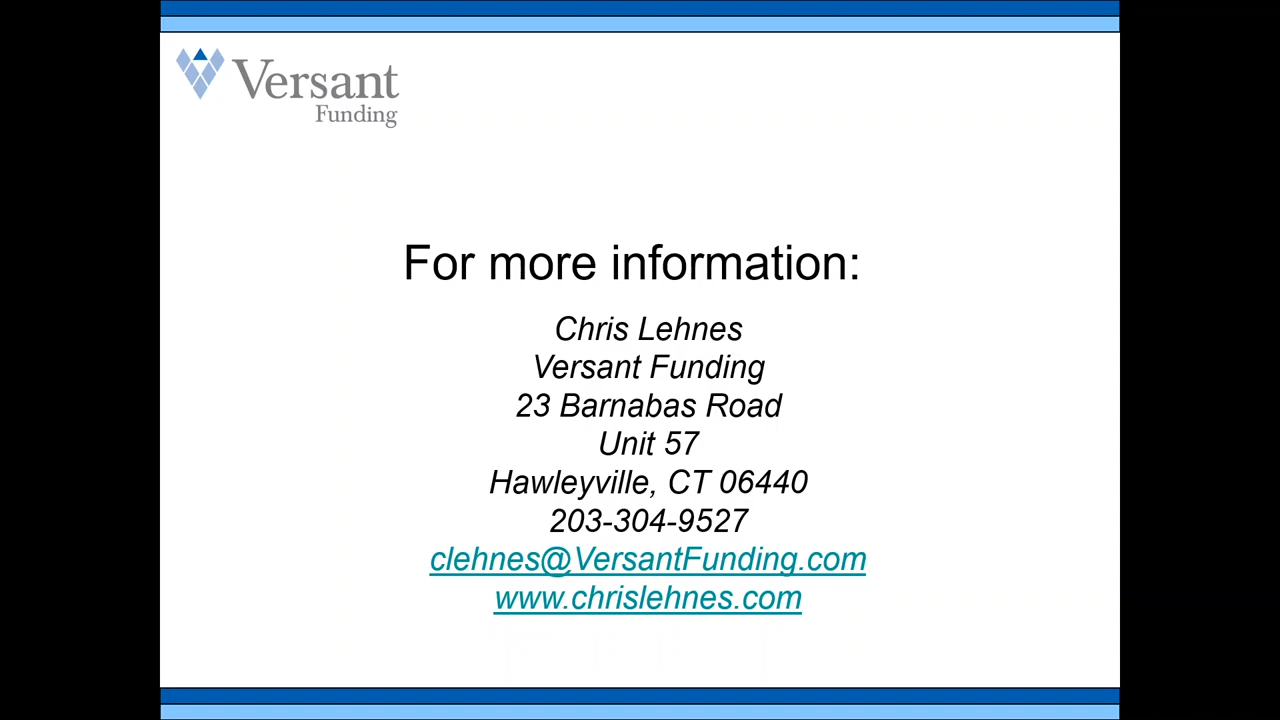 Versant
Funding
For more information:
Chris Lehnes
Versant Funding
23 Barnabas Road
Unit 57
Hawleyville, CT 06440
203-304-9527
clehnes@VersantFunding.com
www.chrislehnes.com